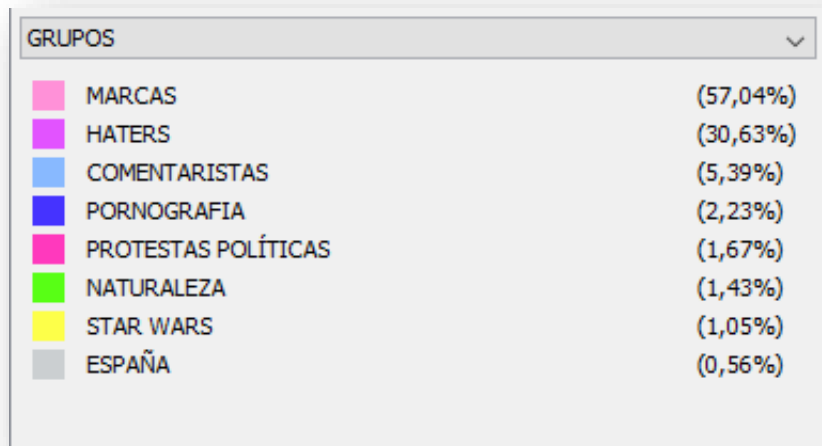 GRUPOS
MARCAS (57,04%)
HATERS (30,63%)
COMENTARISTAS (5,39%)
PORNOGRAFIA (2,23%)
PROTESTAS POLÍTICAS (1,67%)
NATURALEZA (1,43%)
STAR WARS (1,05%)
ESPAÑA (0,56%)